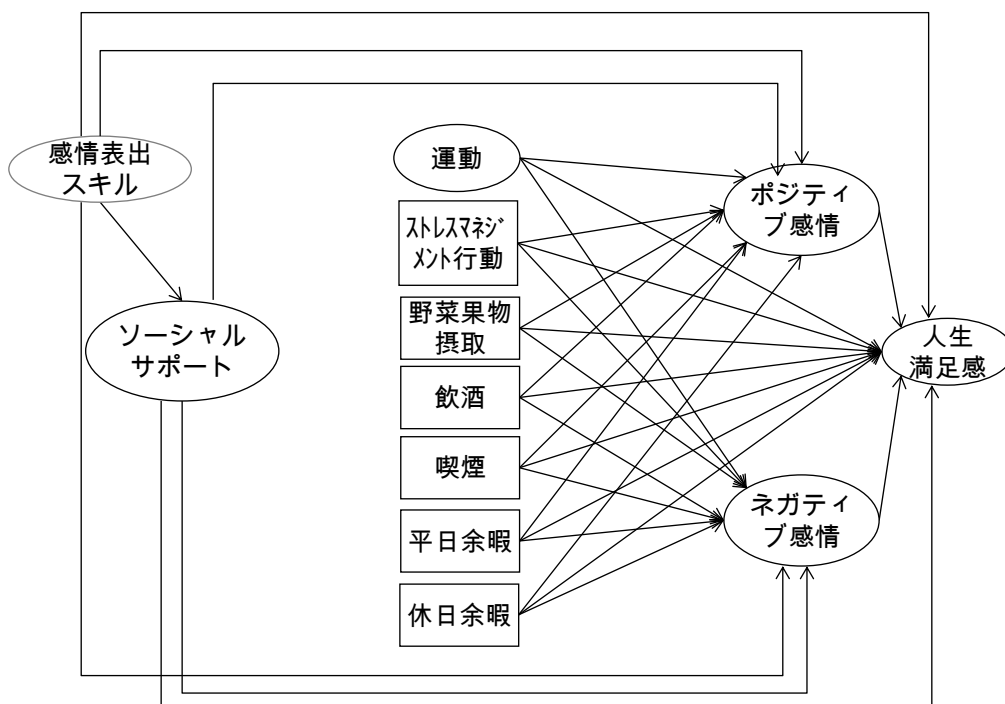 感情表出
スキル
ソーシャル
サポート
運動
ｽﾄﾚｽﾏﾈｼﾞ
ﾒﾝﾄ行動
野菜果物
摂取
飲酒
喫煙
平日余暇
休日余暇
ポジティ
ブ感情
ネガティ
ブ感情
人生
満足感